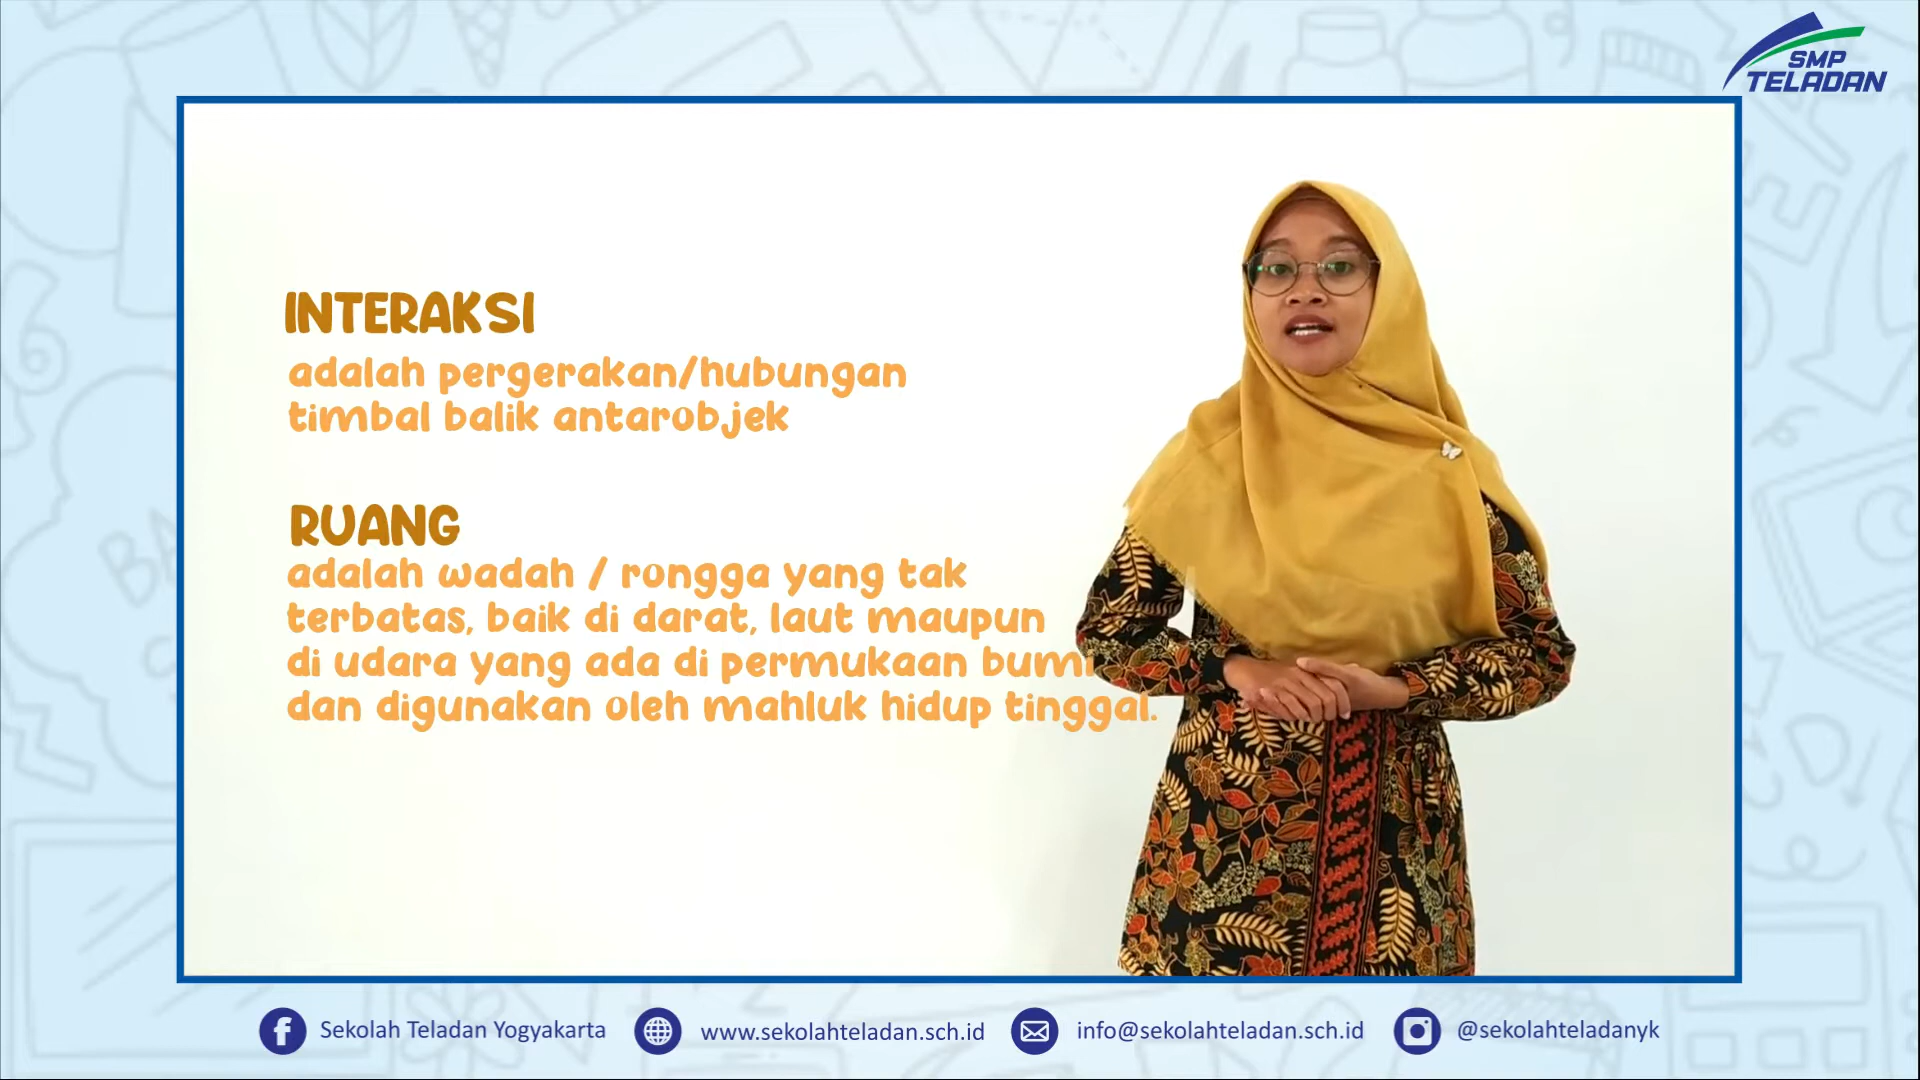 SMP
TELADAN
INTERAKSI
adalah pergerakan/hubungan
timbal balik antarobjek
RUANG
adalah wadah / rongga yang tak
terbatas, baik di darat, laut maupun
di udara yang ada di permukaan bumi
dan digunakan oleh mahluk hidup tinggal.
Sekolah Teladan Yogyakarta
www.sekolahteladan.sch.id
info@sekolahteladan.sch.id
@sekolahteladanyk